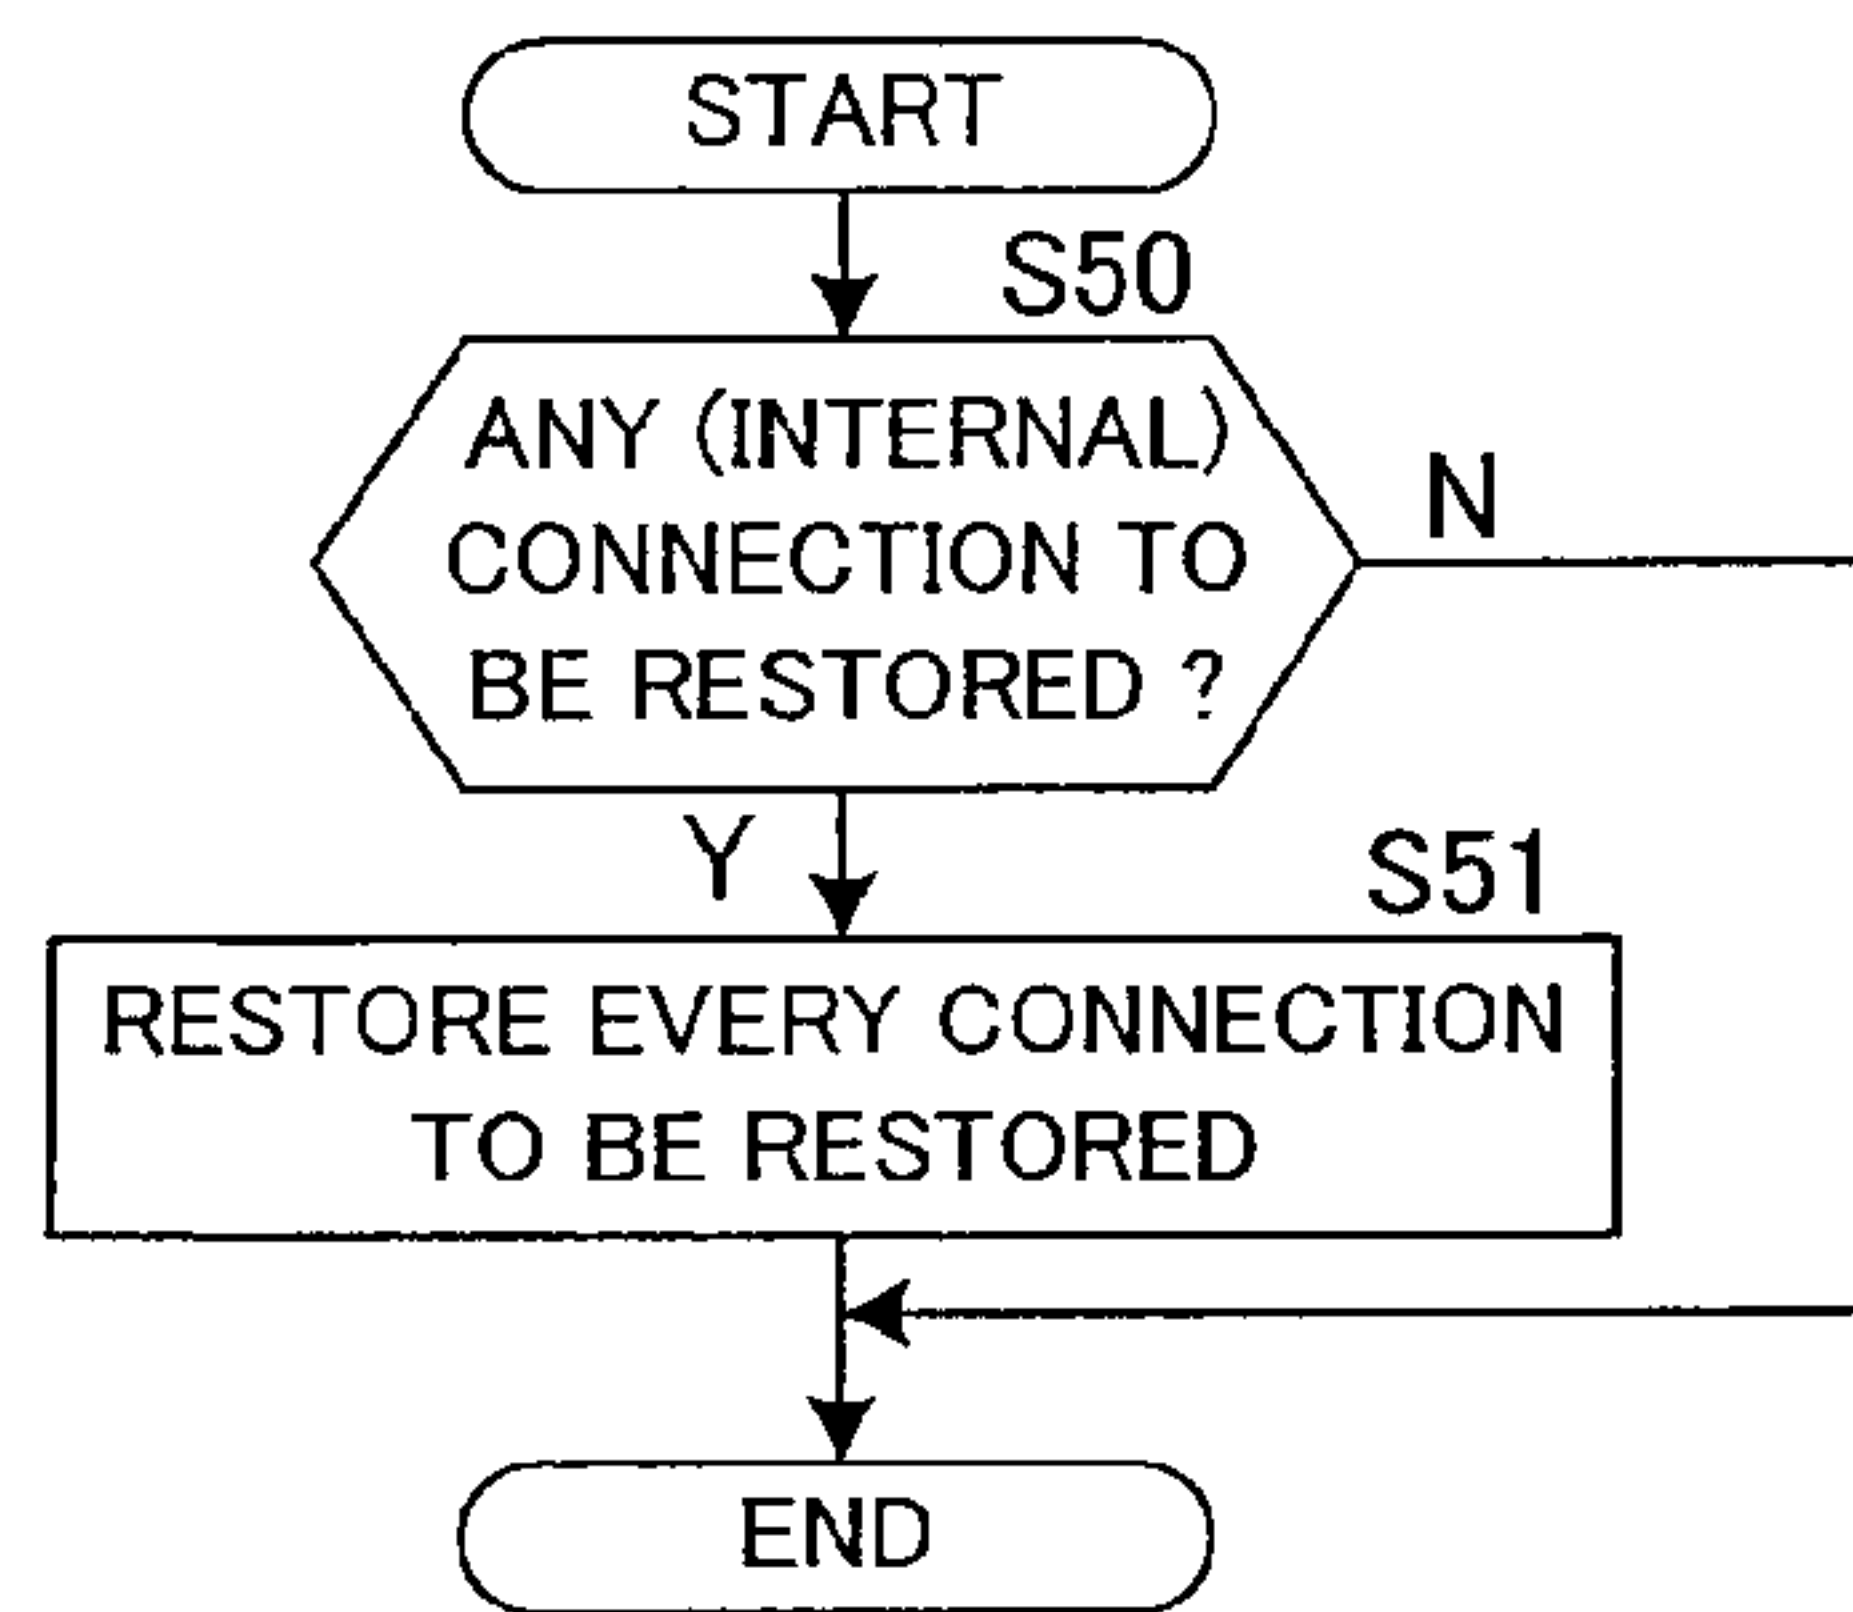 START
S50
ANY (INTERNAL)
CONNECTION TO
BE RESTORED ?
N
Y
S51
RESTORE EVERY CONNECTION
TO BE RESTORED
END